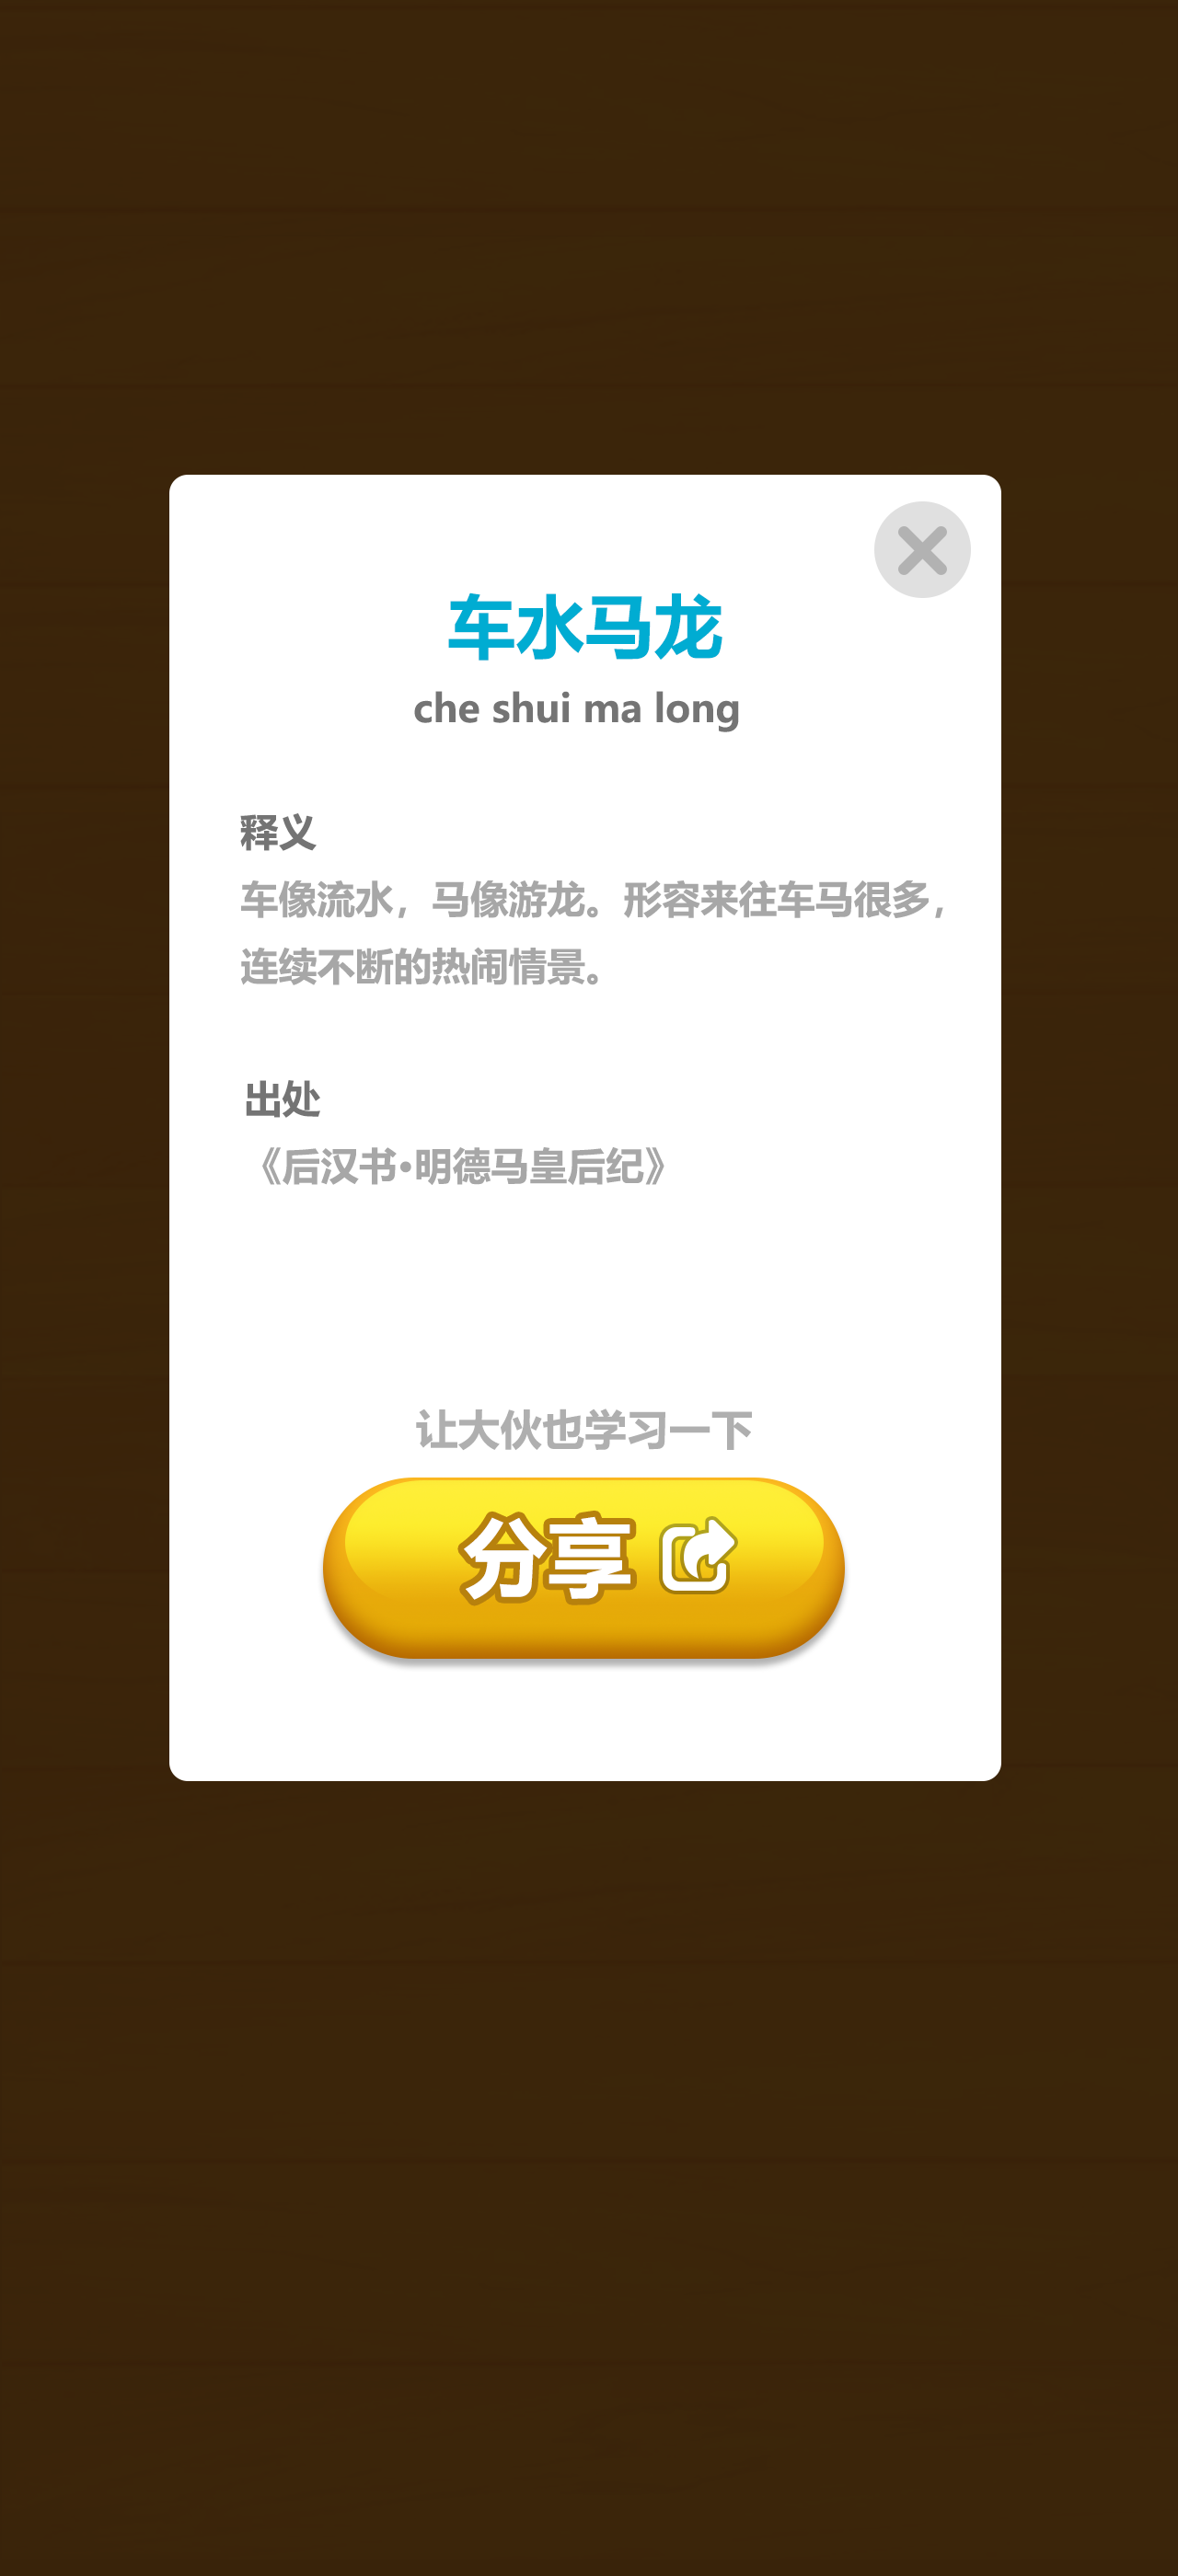 车水马龙
che shui ma long
释义
车像流水，马像游龙。形容来往车马很多，
连续不断的热闹情景。
出处
《后汉书·明德马皇后纪》
让大伙也学习一下
分享